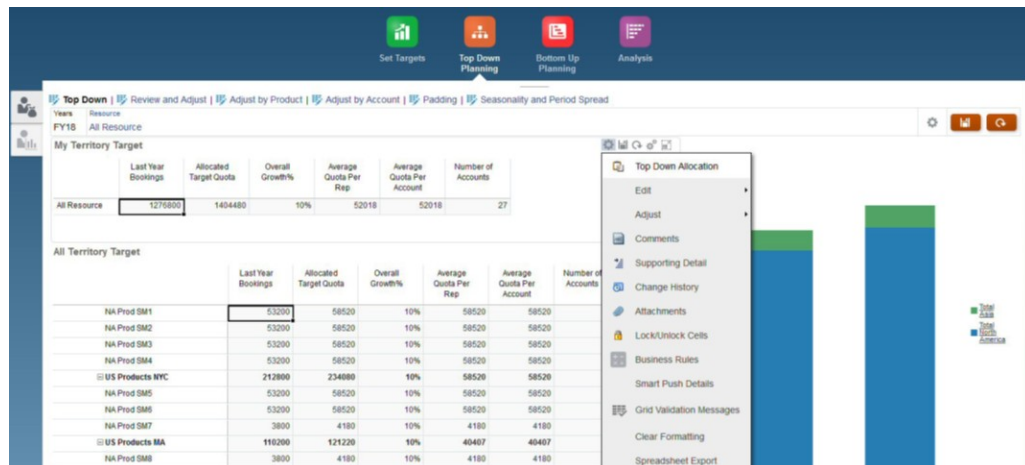 Set Targets
Top Down Planning
Bottom Up Planning
Analysis
Top Down | Review and Adjust | Adjust by Product | Adjust by Account | Padding | Seasonality and Period Spread
Years Resource
FY18 All Resource
My Territory Target
Last Year Bookings Allocated Target Quota Overall Growth% Average Quota Per Rep Average Quota Per Account Number of Accounts
All Resource 1276800 1404480 10% 52018 52018 27
All Territory Target
Last Year Bookings Allocated Target Quota Overall Growth% Average Quota Per Rep Average Quota Per Account Number of Accounts
NA Prod SM1 53200 58520 10% 58520 58520
NA Prod SM2 53200 58520 10% 58520 58520
NA Prod SM3 53200 58520 10% 58520 58520
NA Prod SM4 53200 58520 10% 58520 58520
US Products NYC 212800 234080 10% 58520 58520
NA Prod SM5 53200 58520 10% 58520 58520
NA Prod SM6 53200 58520 10% 58520 58520
NA Prod SM7 3800 4180 10% 4180 4180
US Products MA 110200 121220 10% 40407 40407
NA Prod SM8 3800 4180 10% 4180 4180
Top Down Allocation
Edit
Adjust
Comments
Supporting Detail
Change History
Attachments
Lock/Unlock Cells
Business Rules
Smart Push Details
Grid Validation Messages
Clear Formatting
Spreadsheet Export
Total Asia
Total North America